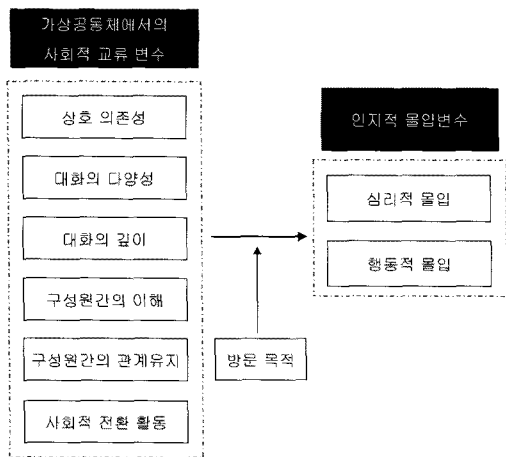 가상공동체에서의
사회적 교류 변수
상호 의존성
대화의 다양성
대화의 깊이
구성원간의 이해
구성원간의 관계유지
사회적 전환 활동
방문 목적
인지적 몰입변수
심리적 몰입
행동적 몰입